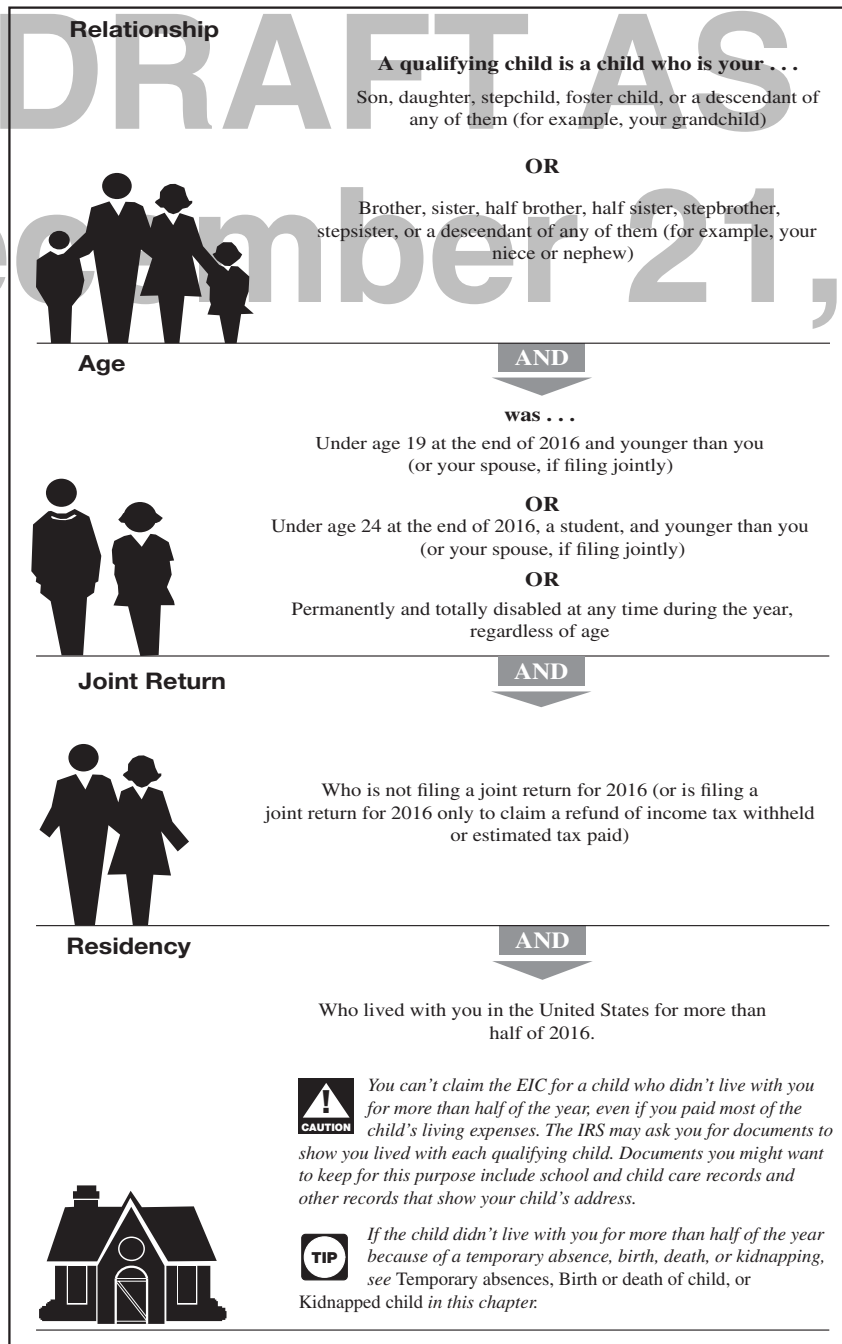 DRAFT AS
ecember 21,
Relationship
A qualifying child is a child who is your . . .
Son, daughter, stepchild, foster child, or a descendant of
any of them (for example, your grandchild)
OR
Brother, sister, half brother, half sister, stepbrother,
stepsister, or a descendant of any of them (for example, your
niece or nephew)
Age
AND
was . . .
Under age 19 at the end of 2016 and younger than you
(or your spouse, if filing jointly)
OR
Under age 24 at the end of 2016, a student, and younger than you
(or your spouse, if filing jointly)
OR
Permanently and totally disabled at any time during the year,
regardless of age
Joint Return
AND
Who is not filing a joint return for 2016 (or is filing a
joint return for 2016 only to claim a refund of income tax withheld
or estimated tax paid)
Residency
AND
Who lived with you in the United States for more than
half of 2016.
!
CAUTION
You can’t claim the EIC for a child who didn’t live with you
for more than half of the year, even if you paid most of the
child’s living expenses. The IRS may ask you for documents to
show you lived with each qualifying child. Documents you might want
to keep for this purpose include school and child care records and
other records that show your child’s address.
TIP
If the child didn’t live with you for more than half of the year
because of a temporary absence, birth, death, or kidnapping,
see Temporary absences, Birth or death of child, or
Kidnapped child in this chapter.